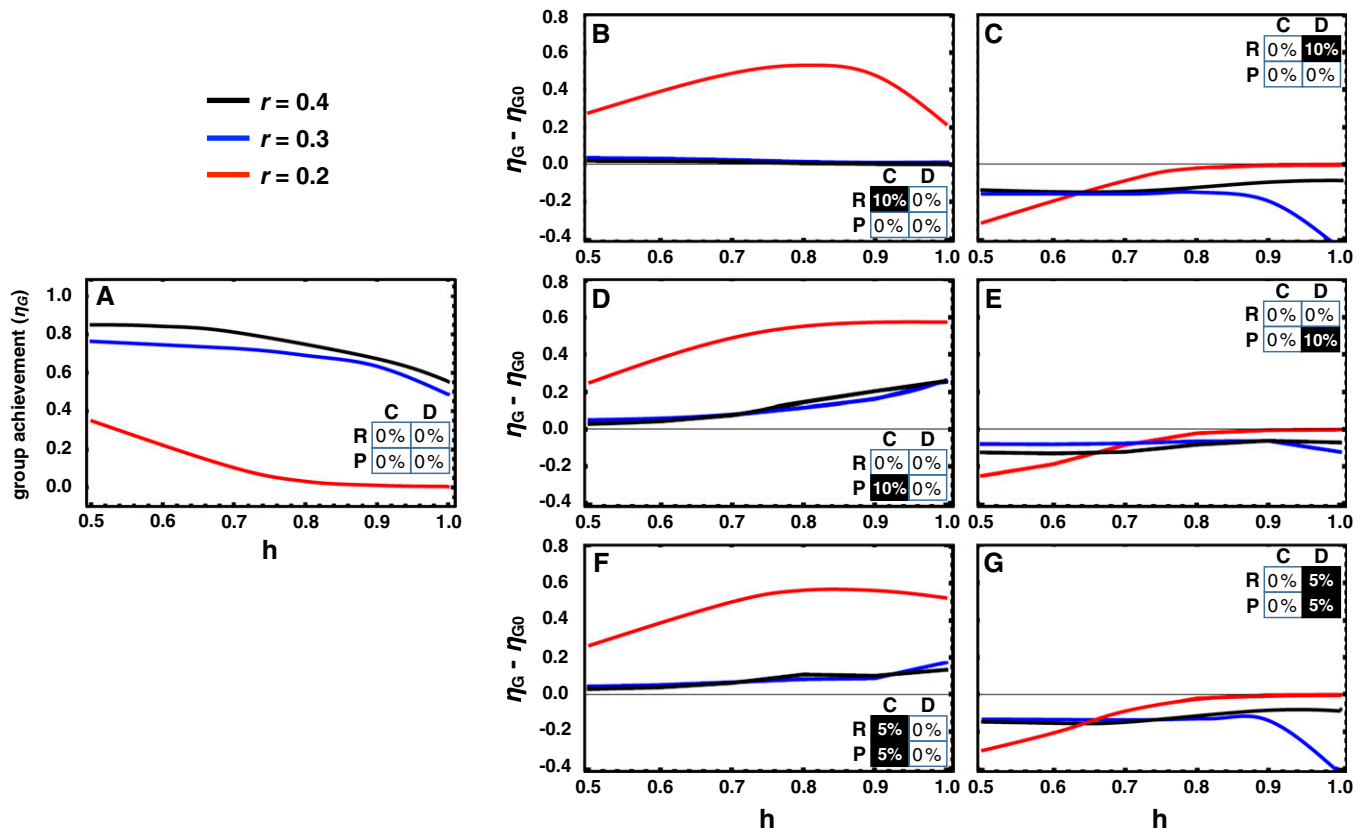 r = 0.4
r = 0.3
r = 0.2
A
group achievement (ηG)
1.0
0.8
0.6
0.4
0.2
0.0
C D
R 0% 0%
P 0% 0%
0.5 0.6 0.7 0.8 0.9 1.0
h
B
ηG - ηG0
0.8
0.6
0.4
0.2
0.0
-0.2
-0.4
C D
R 10% 0%
P 0% 0%
0.5 0.6 0.7 0.8 0.9 1.0
C
C D
R 0% 10%
P 0% 0%
0.5 0.6 0.7 0.8 0.9 1.0
D
ηG - ηG0
0.8
0.6
0.4
0.2
0.0
-0.2
-0.4
C D
R 0% 0%
P 10% 0%
0.5 0.6 0.7 0.8 0.9 1.0
E
C D
R 0% 0%
P 0% 10%
0.5 0.6 0.7 0.8 0.9 1.0
F
ηG - ηG0
0.8
0.6
0.4
0.2
0.0
-0.2
-0.4
C D
R 5% 0%
P 5% 0%
0.5 0.6 0.7 0.8 0.9 1.0
h
G
C D
R 0% 5%
P 0% 5%
0.5 0.6 0.7 0.8 0.9 1.0
h